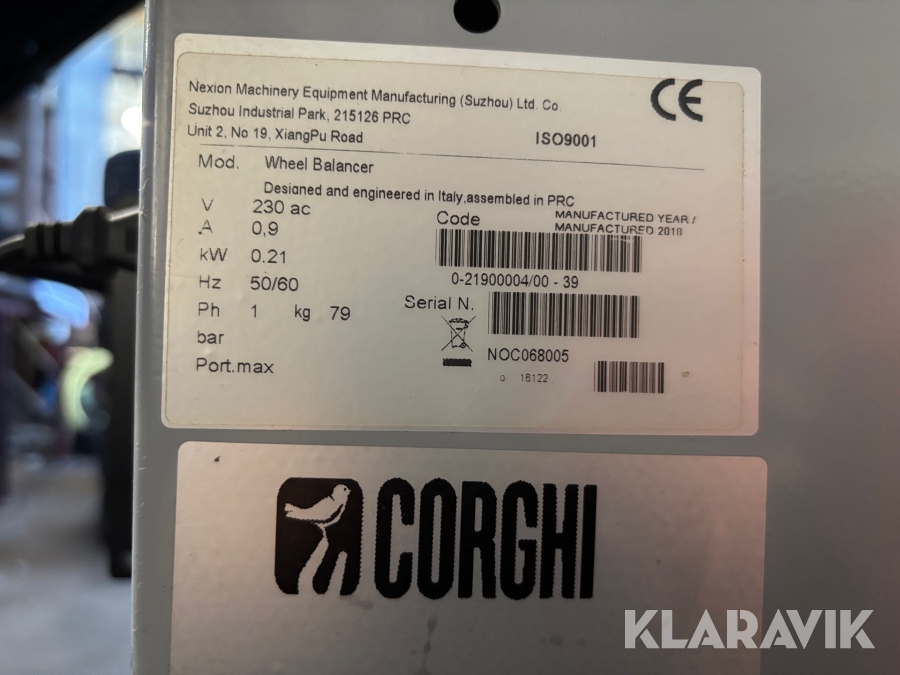 Nexion Machinery Equipment Manufacturing (Suzhou) Ltd. Co.
Suzhou Industrial Park, 215126 PRC
Unit 2, No 19, XiangPu Road
ISO9001
CE
Mod. Wheel Balancer
Designed and engineered in Italy,assembled in PRC
V 230 ac
A 0,9
kW 0.21
Hz 50/60
Ph 1 kg 79
bar
Port.max
Code
MANUFACTURED YEAR /
MANUFACTURED 2018
0-21900004/00 - 39
Serial N.
NOC068005
o 16122
CORGHI
KLARAVIK